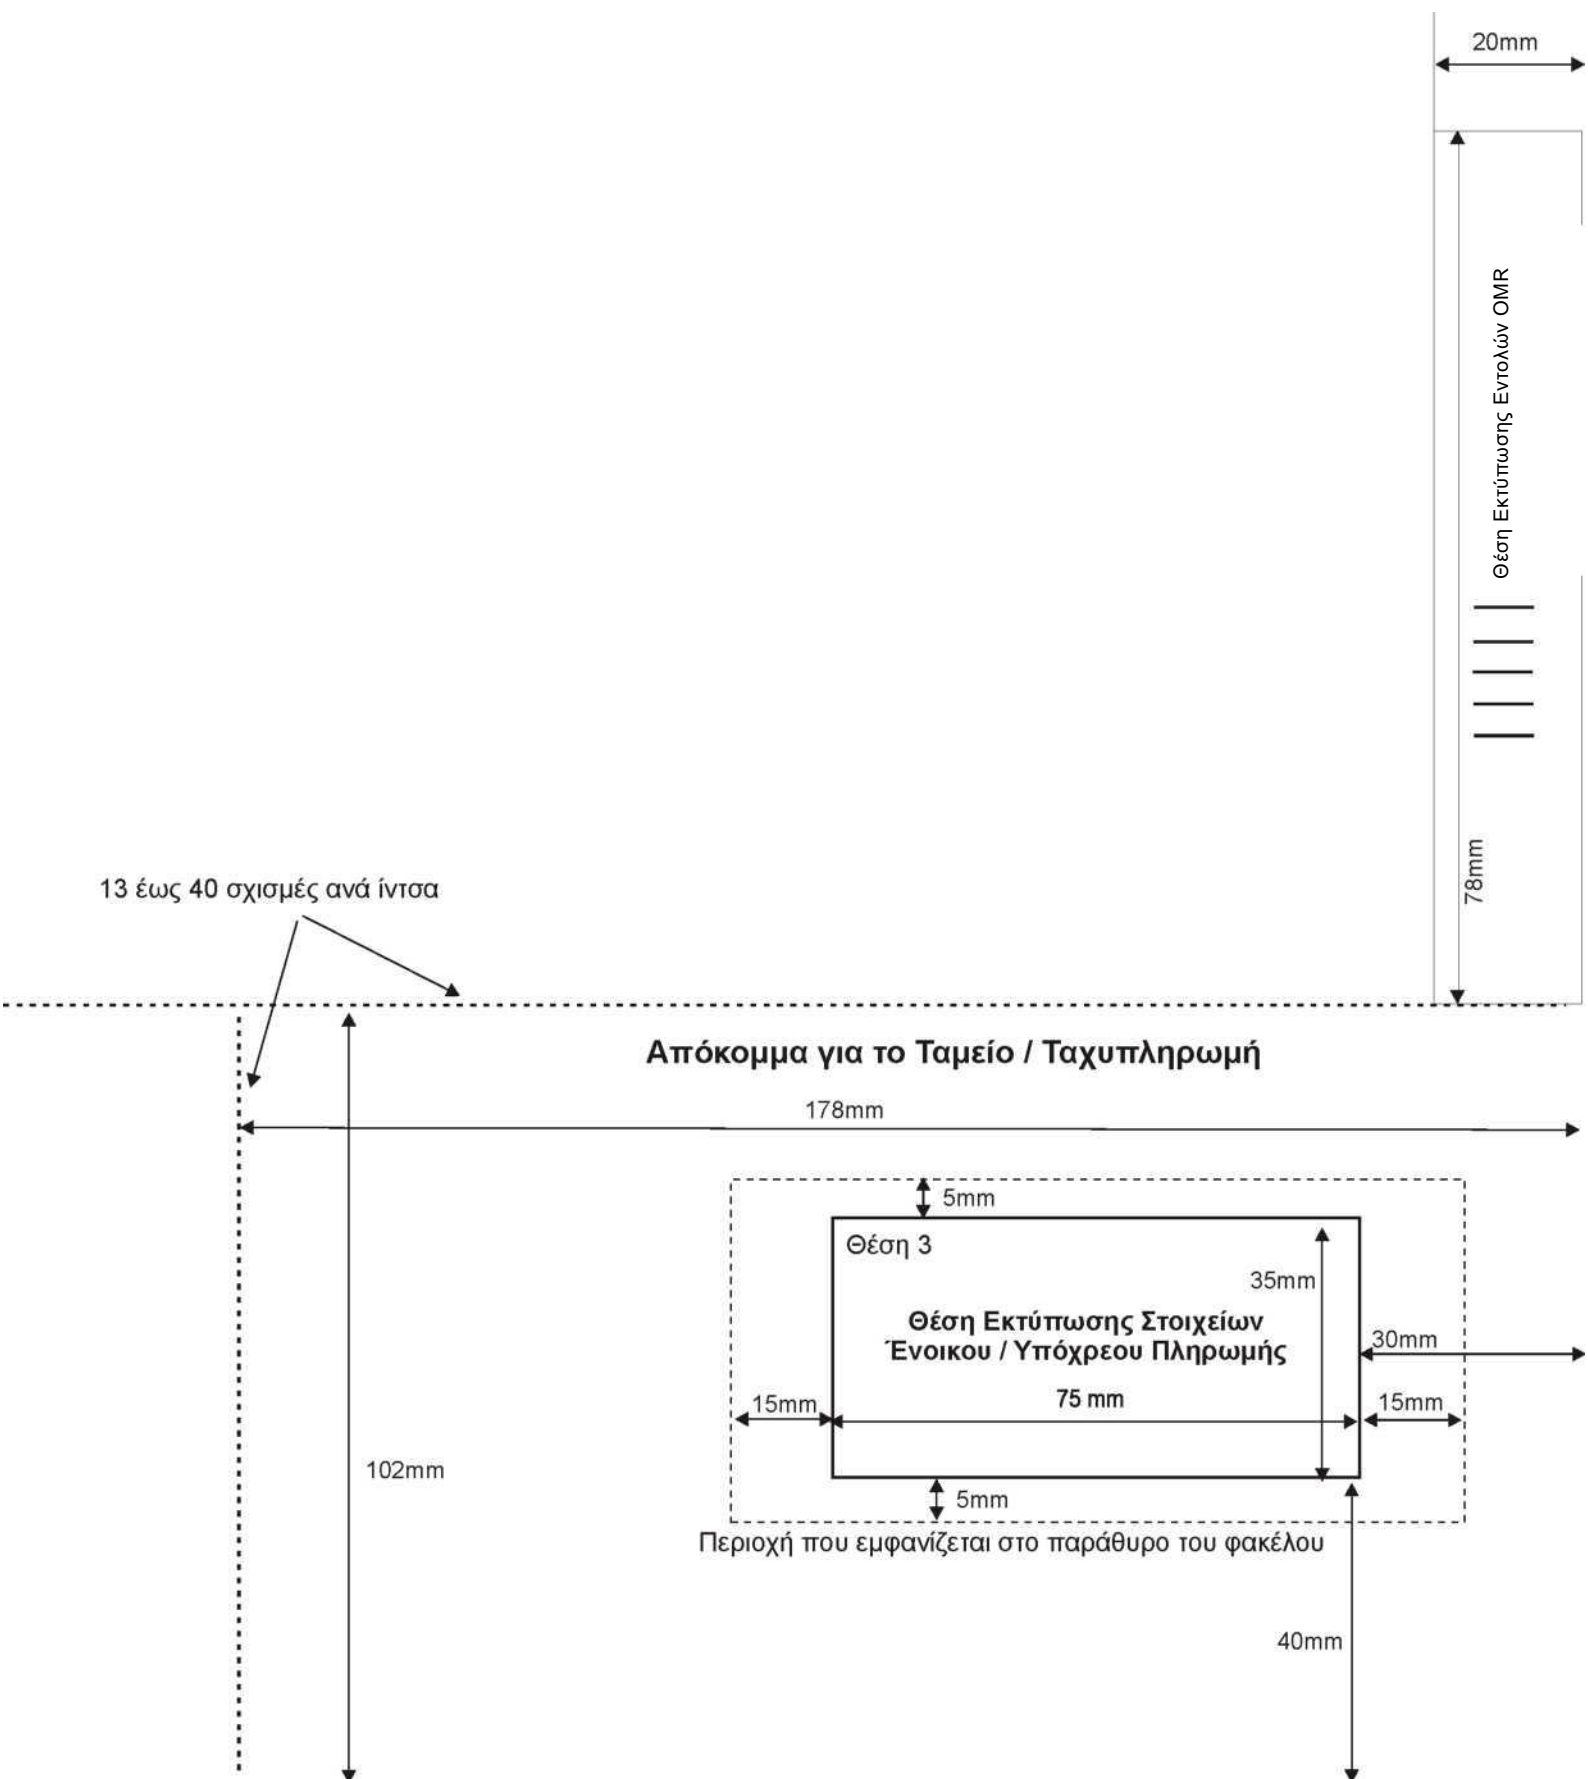 20mm
Θέση Εκτύπωσης Εντολών OMR
78mm
13 έως 40 σχισμές ανά ίντσα
Απόκομμα για το Ταμείο / Ταχυπληρωμή
178mm
5mm
Θέση 3
35mm
Θέση Εκτύπωσης Στοιχείων
Ένοικου / Υπόχρεου Πληρωμής
30mm
15mm
75 mm
15mm
102mm
5mm
Περιοχή που εμφανίζεται στο παράθυρο του φακέλου
40mm